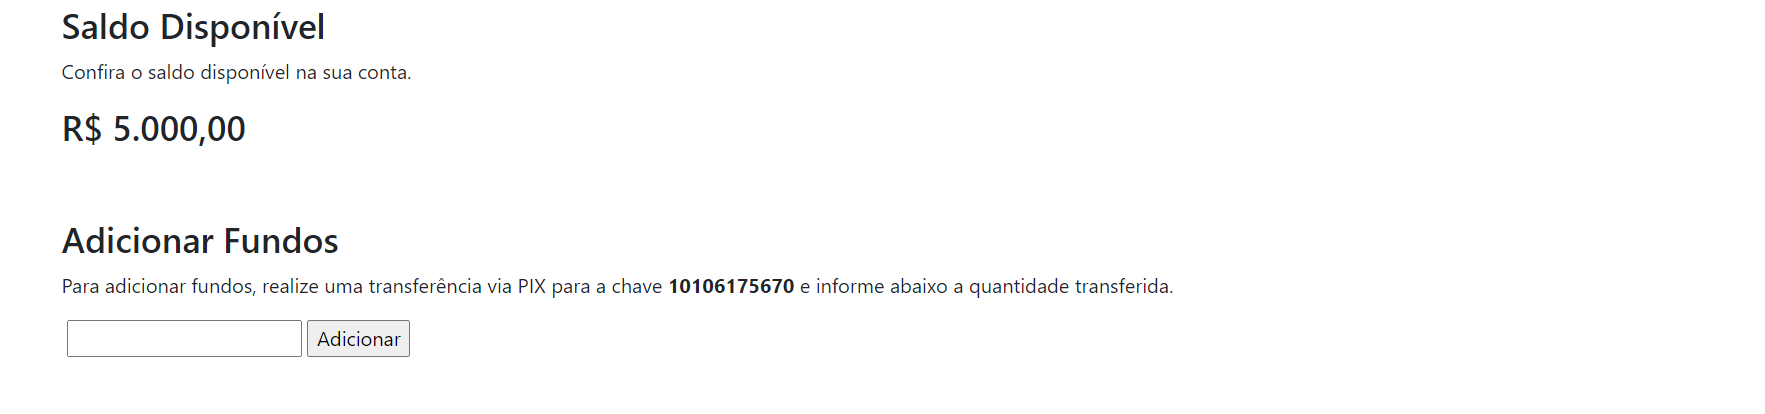 Saldo Disponível
Confira o saldo disponível na sua conta.
R$ 5.000,00
Adicionar Fundos
Para adicionar fundos, realize uma transferência via PIX para a chave 10106175670 e informe abaixo a quantidade transferida.
Adicionar